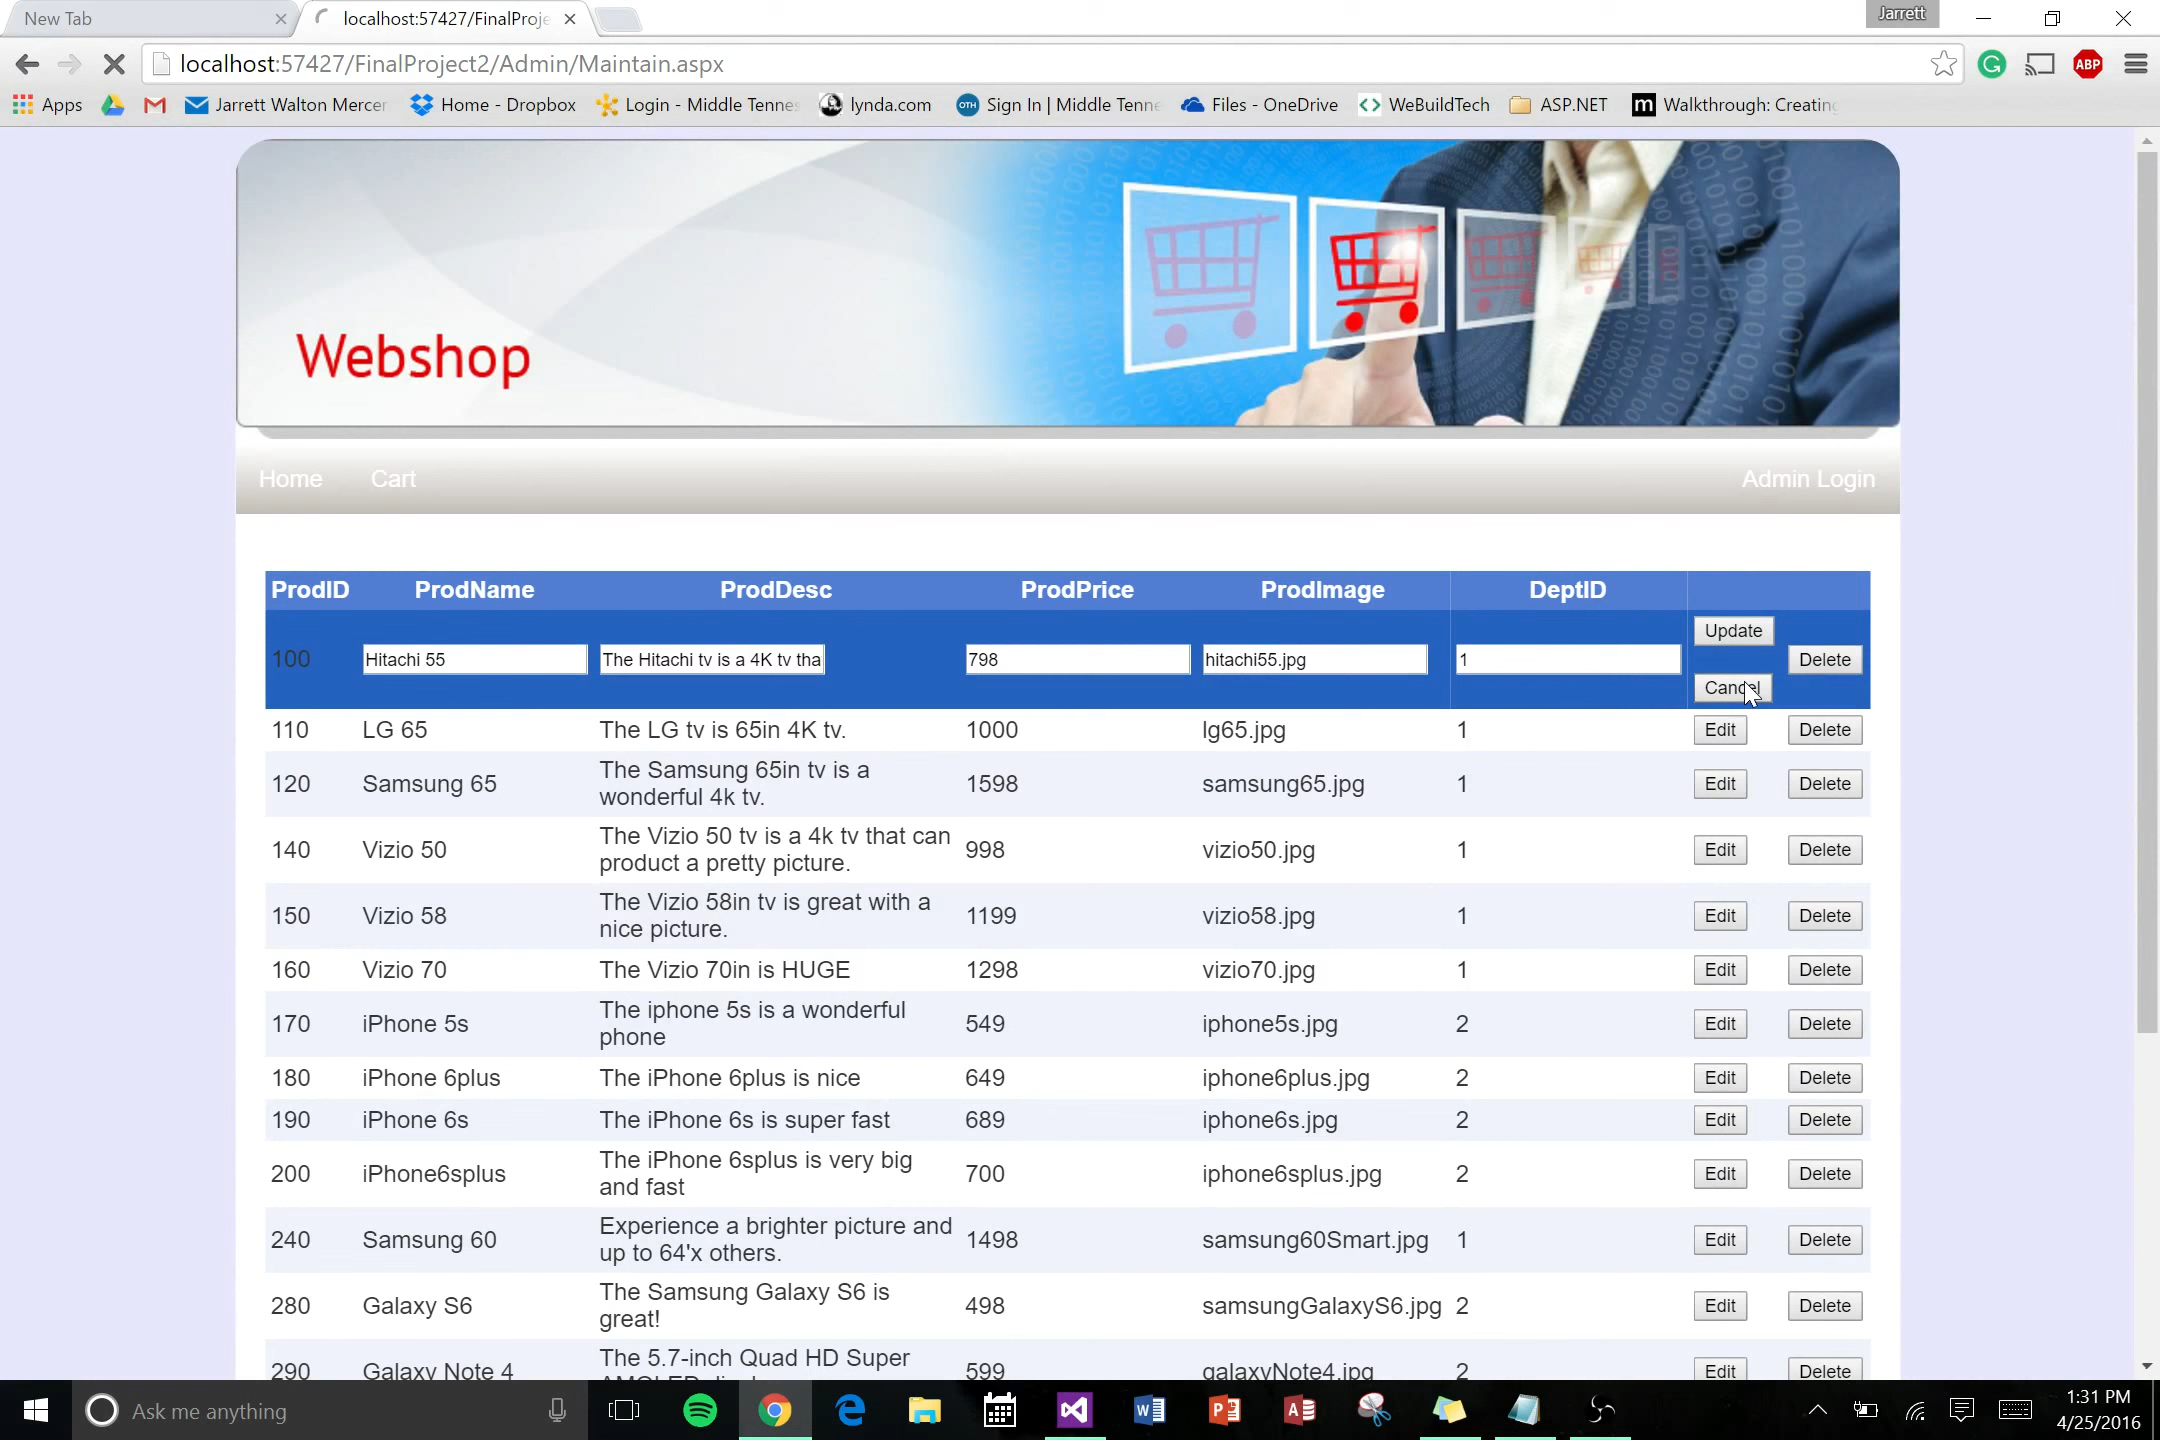 New Tab
localhost:57427/FinalProje
Jarrett
localhost:57427/FinalProject2/Admin/Maintain.aspx
ABP
Apps
Jarrett Walton Mercer
Home - Dropbox
Login - Middle Tennes
lynda.com
OTH
Sign In | Middle Tenne
Files - OneDrive
WeBuildTech
ASP.NET
m
Walkthrough: Creating
Webshop
Home Cart Admin Login
ProdID ProdName ProdDesc ProdPrice ProdImage DeptID
100 Hitachi 55 The Hitachi tv is a 4K tv tha 798 hitachi55.jpg 1 Update Cancel Delete
110 LG 65 The LG tv is 65in 4K tv. 1000 lg65.jpg 1 Edit Delete
120 Samsung 65 The Samsung 65in tv is a
wonderful 4k tv. 1598 samsung65.jpg 1 Edit Delete
140 Vizio 50 The Vizio 50 tv is a 4k tv that can
product a pretty picture. 998 vizio50.jpg 1 Edit Delete
150 Vizio 58 The Vizio 58in tv is great with a
nice picture. 1199 vizio58.jpg 1 Edit Delete
160 Vizio 70 The Vizio 70in is HUGE 1298 vizio70.jpg 1 Edit Delete
170 iPhone 5s The iphone 5s is a wonderful
phone 549 iphone5s.jpg 2 Edit Delete
180 iPhone 6plus The iPhone 6plus is nice 649 iphone6plus.jpg 2 Edit Delete
190 iPhone 6s The iPhone 6s is super fast 689 iphone6s.jpg 2 Edit Delete
200 iPhone6splus The iPhone 6splus is very big
and fast 700 iphone6splus.jpg 2 Edit Delete
240 Samsung 60 Experience a brighter picture and
up to 64'x others. 1498 samsung60Smart.jpg 1 Edit Delete
280 Galaxy S6 The Samsung Galaxy S6 is
great! 498 samsungGalaxyS6.jpg 2 Edit Delete
290 Galaxy Note 4 The 5.7-inch Quad HD Super
599 galaxyNote4.jpg 2 Edit Delete
Ask me anything
1:31 PM
4/25/2016